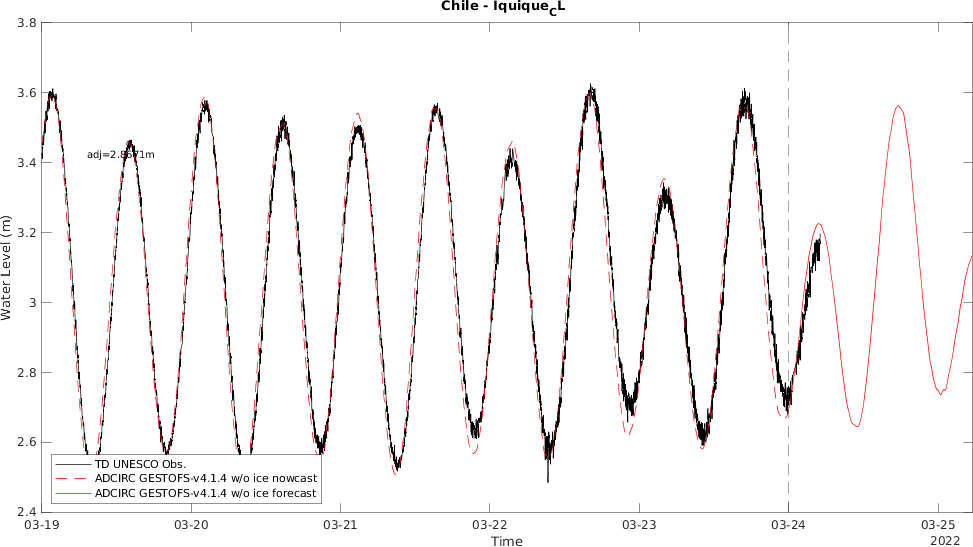 Chile - Iquique_CL
3.8
3.6
3.4
3.2
3
2.8
2.6
2.4
Water Level (m)
adj=2.8671m
TD UNESCO Obs.
ADCIRC GESTOFS-v4.1.4 w/o ice nowcast
ADCIRC GESTOFS-v4.1.4 w/o ice forecast
03-19
03-20
03-21
03-22
03-23
03-24
03-25
Time
2022